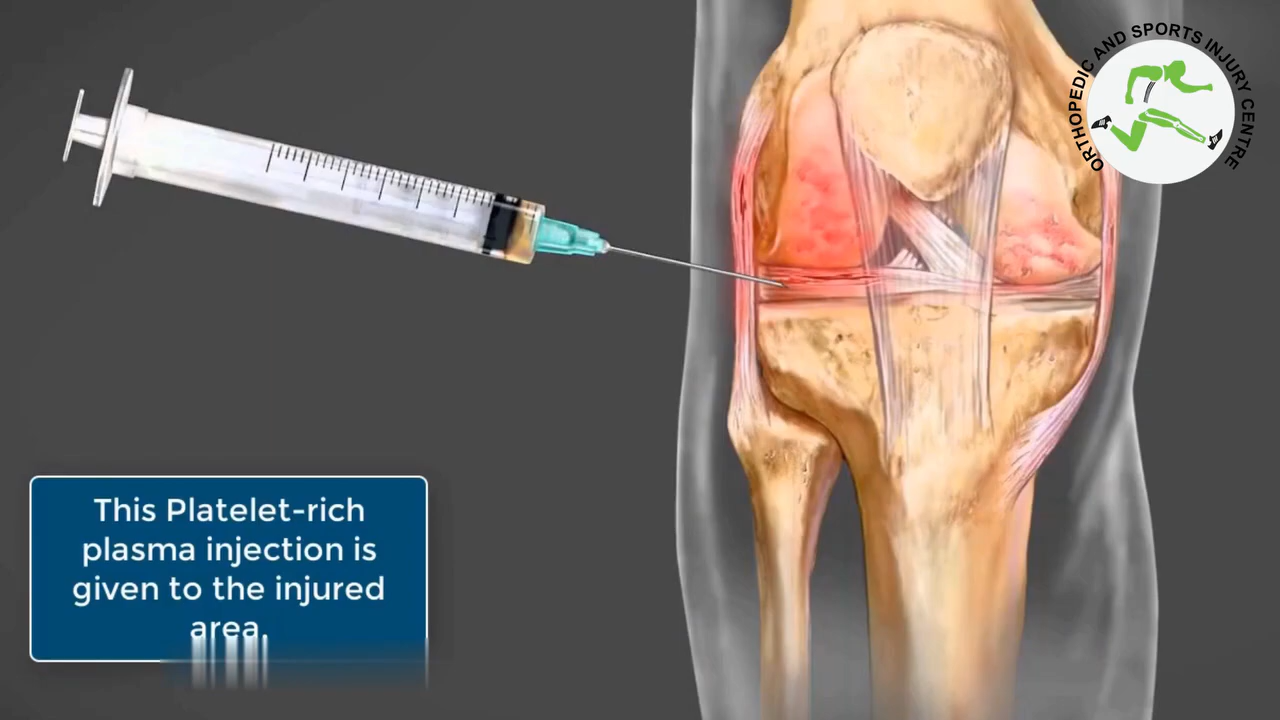 ORTHOPEDIC AND SPORTS INJURY CENTRE
This Platelet-rich
plasma injection is
given to the injured
area.